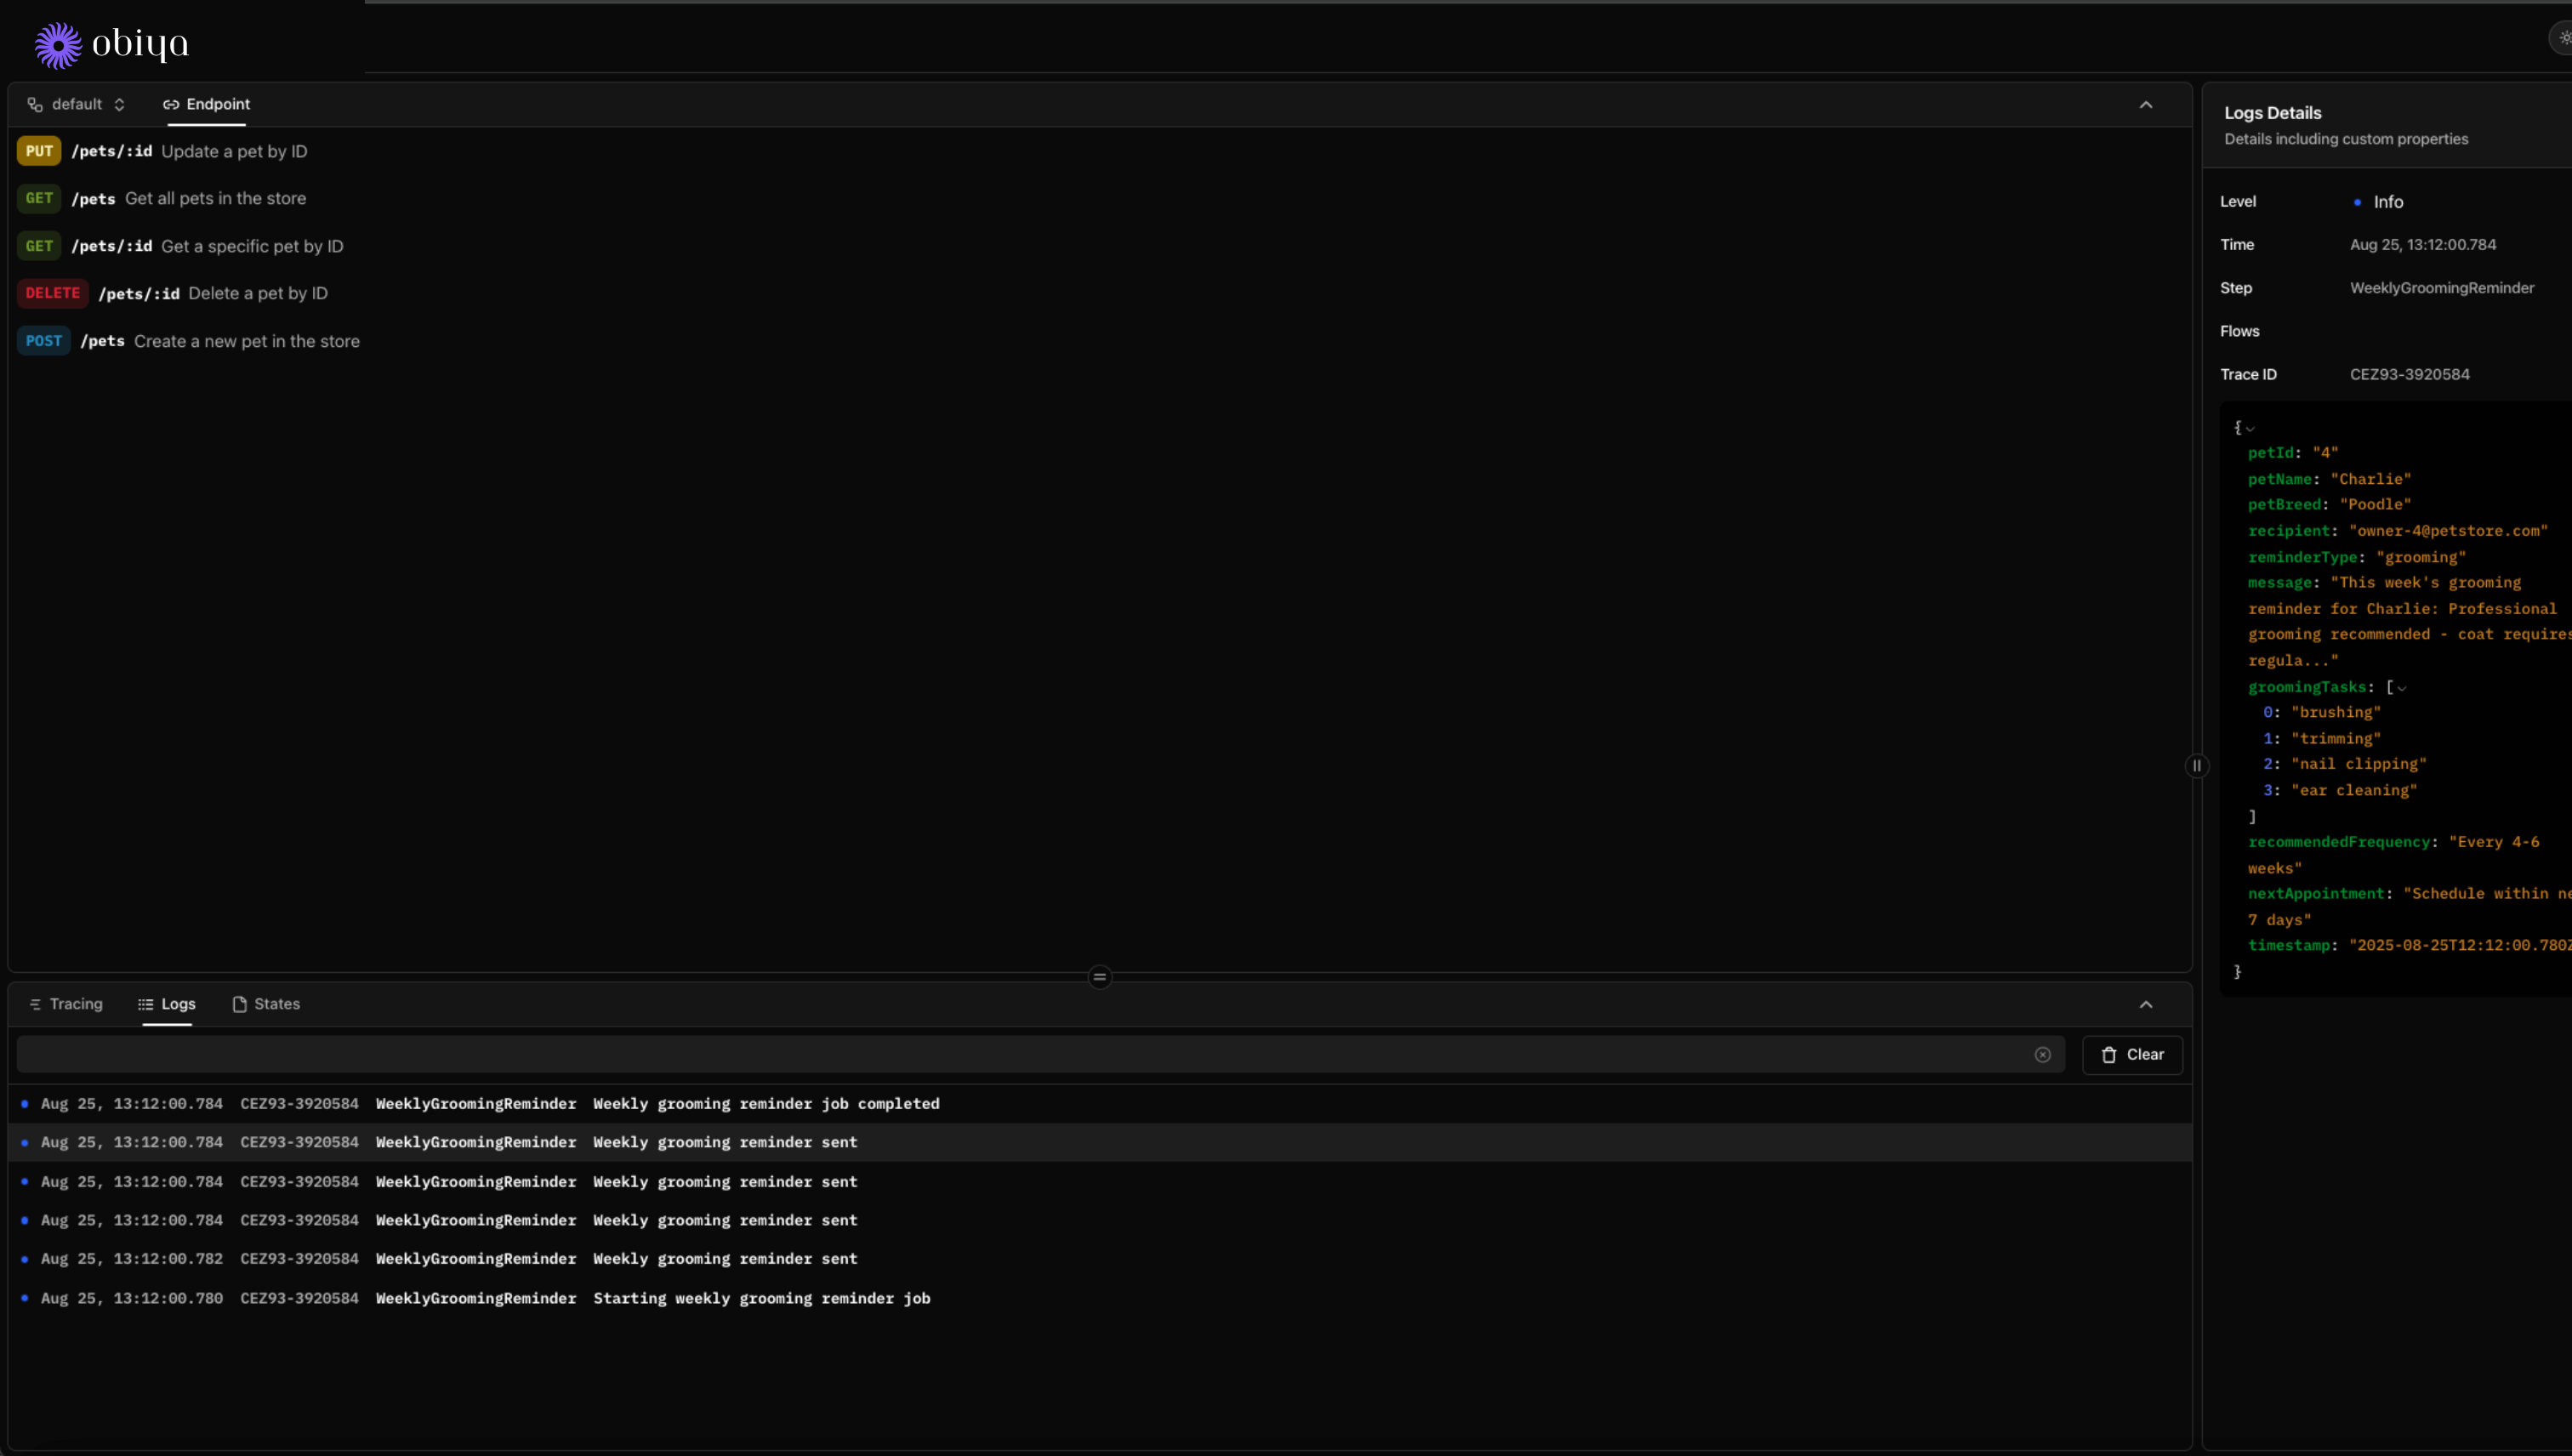 obiya
default Endpoint
PUT /pets/:id Update a pet by ID
GET /pets Get all pets in the store
GET /pets/:id Get a specific pet by ID
DELETE /pets/:id Delete a pet by ID
POST /pets Create a new pet in the store
Tracing Logs States
Clear
Aug 25, 13:12:00.784 CEZ93-3920584 WeeklyGroomingReminder Weekly grooming reminder job completed
Aug 25, 13:12:00.784 CEZ93-3920584 WeeklyGroomingReminder Weekly grooming reminder sent
Aug 25, 13:12:00.784 CEZ93-3920584 WeeklyGroomingReminder Weekly grooming reminder sent
Aug 25, 13:12:00.784 CEZ93-3920584 WeeklyGroomingReminder Weekly grooming reminder sent
Aug 25, 13:12:00.782 CEZ93-3920584 WeeklyGroomingReminder Weekly grooming reminder sent
Aug 25, 13:12:00.780 CEZ93-3920584 WeeklyGroomingReminder Starting weekly grooming reminder job
Logs Details
Details including custom properties
Level Info
Time Aug 25, 13:12:00.784
Step WeeklyGroomingReminder
Flows
Trace ID CEZ93-3920584
{
petId: "4"
petName: "Charlie"
petBreed: "Poodle"
recipient: "owner-4@petstore.com"
reminderType: "grooming"
message: "This week's grooming
reminder for Charlie: Professional
grooming recommended - coat requires
regula..."
groomingTasks: [
0: "brushing"
1: "trimming"
2: "nail clipping"
3: "ear cleaning"
]
recommendedFrequency: "Every 4-6
weeks"
nextAppointment: "Schedule within ne
7 days"
timestamp: "2025-08-25T12:12:00.780Z
}